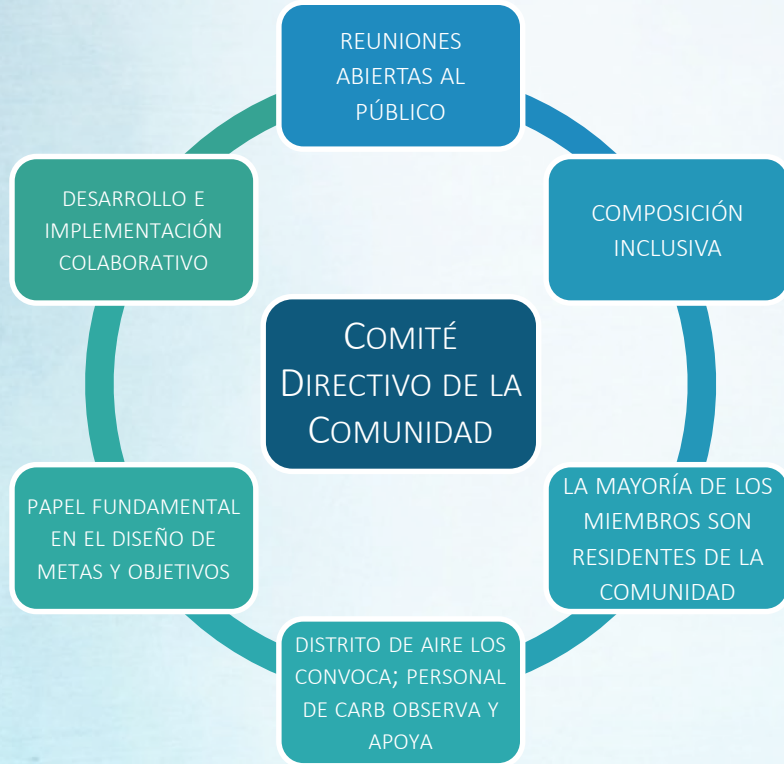 REUNIONES
ABIERTAS AL
PÚBLICO
COMPOSICIÓN
INCLUSIVA
LA MAYORÍA DE LOS
MIEMBROS SON
RESIDENTES DE LA
COMUNIDAD
DISTRITO DE AIRE LOS
CONVOCA; PERSONAL
DE CARB OBSERVA Y
APOYA
PAPEL FUNDAMENTAL
EN EL DISEÑO DE
METAS Y OBJETIVOS
DESARROLLO E
IMPLEMENTACIÓN
COLABORATIVO
COMITÉ
DIRECTIVO DE LA
COMUNIDAD